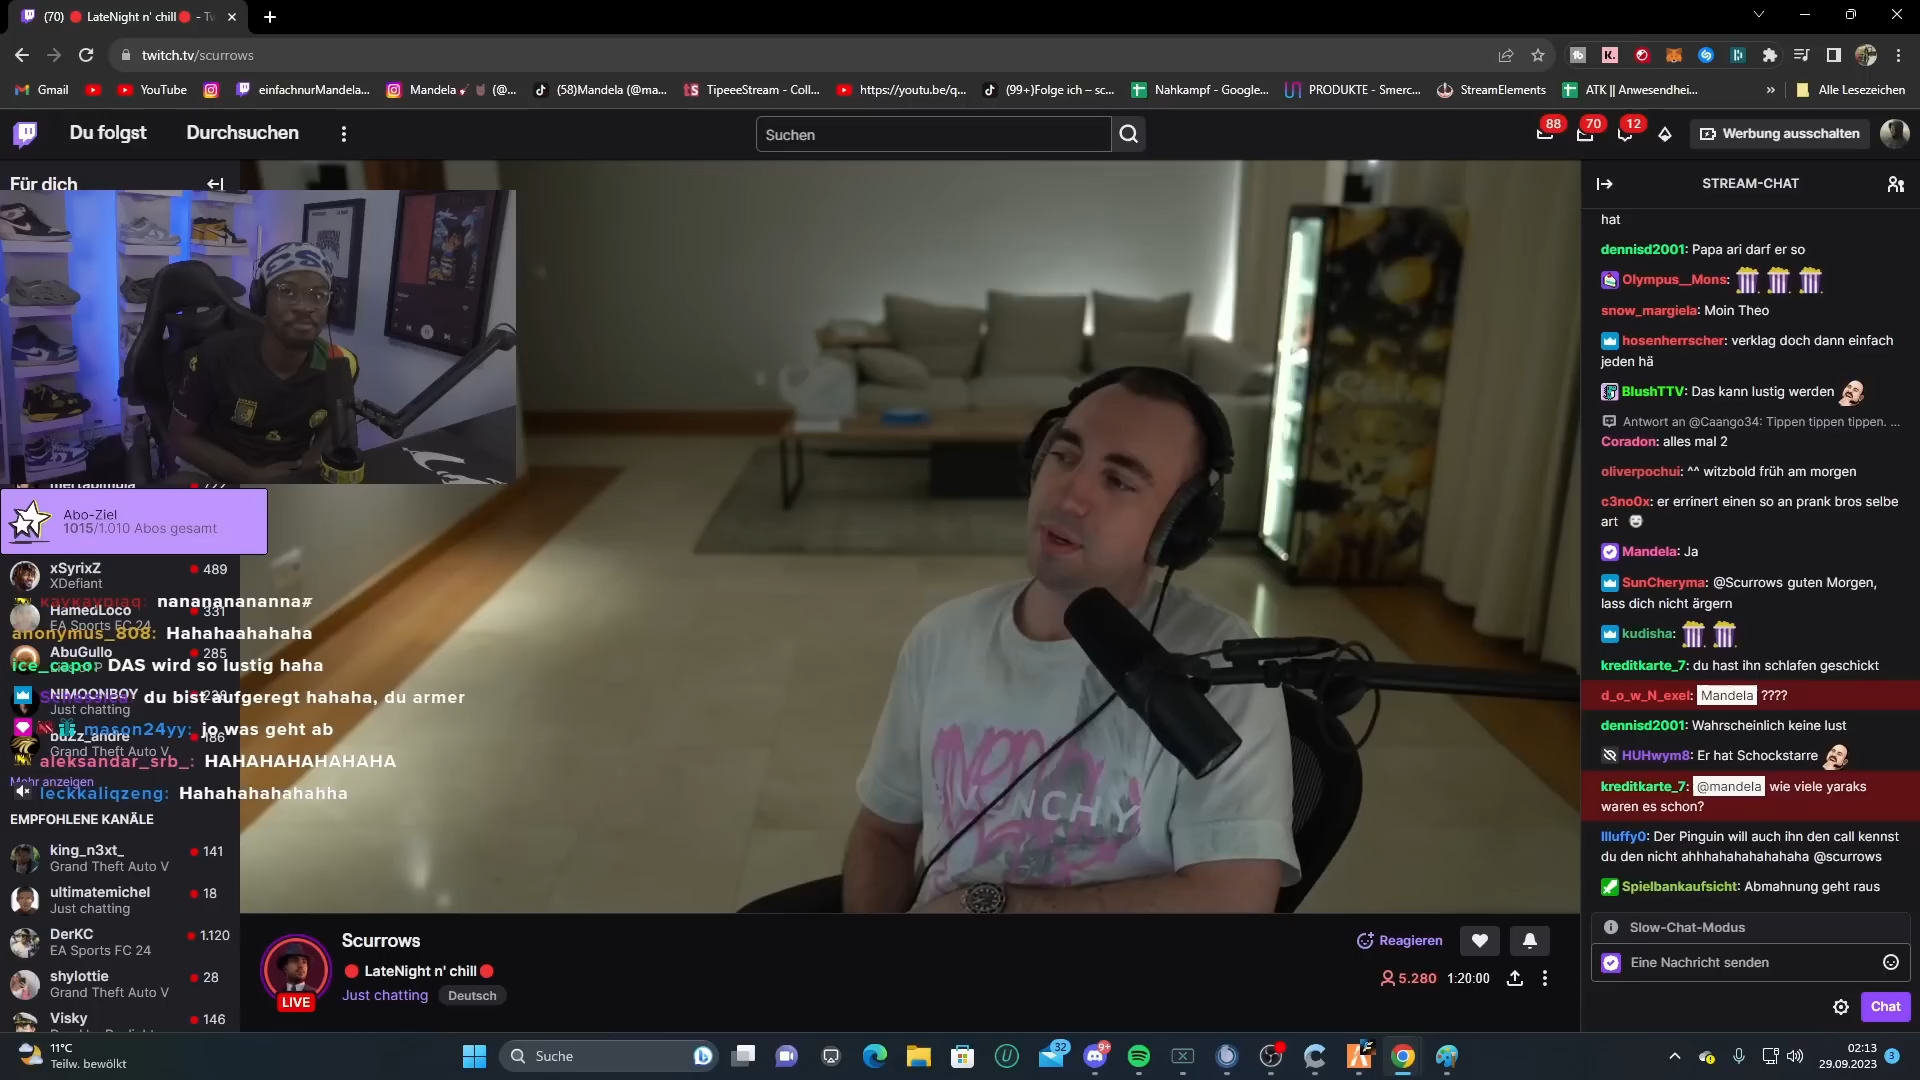 (70) 🔴 LateNight n' chill🔴 - Tw
twitch.tv/scurrows
Gmail
YouTube
einfachnurMandela...
Mandela
(@...
(58)Mandela (@ma...
TipeeeStream - Coll...
https://youtu.be/q...
(99+)Folge ich – sc...
Nahkampf - Google...
PRODUKTE - Smerc...
StreamElements
ATK || Anwesendhei...
»
Alle Lesezeichen
Du folgst
Durchsuchen
Suchen
88
70
12
Werbung ausschalten
Für dich
Abo-Ziel
1015/1.010 Abos gesamt
xSyrixZ
489
XDefiant
HamedLoco
331
EA Sports FC 24
AbuGullo
285
NIMOONBOY
238
Just chatting
buzz_andre
186
Grand Theft Auto V
Mehr anzeigen
kaykayblaq: nanananananna#
anonymus_808: Hahahaahahaha
ice_capo: DAS wird so lustig haha
du bist aufgeregt hahaha, du armer
mason24yy: jo was geht ab
aleksandar_srb_: HAHAHAHAHAHAHA
leckkaliqzeng: Hahahahahahahha
EMPFOHLENE KANÄLE
king_n3xt_
141
Grand Theft Auto V
ultimatemichel
18
Just chatting
DerKC
1.120
EA Sports FC 24
shylottie
28
Grand Theft Auto V
Visky
146
GIVENCHY
LIVE
Scurrows
🔴 LateNight n' chill🔴
Just chatting
Deutsch
Reagieren
5.280
1:20:00
STREAM-CHAT
hat
dennisd2001: Papa ari darf er so
Olympus__Mons:
snow_margiela: Moin Theo
hosenherrscher: verklag doch dann einfach
jeden hä
BlushTTV: Das kann lustig werden
Antwort an @Caango34: Tippen tippen tippen. ...
Coradon: alles mal 2
oliverpochui: ^^ witzbold früh am morgen
c3no0x: er errinert einen so an prank bros selbe
art
Mandela: Ja
SunCheryma: @Scurrows guten Morgen,
lass dich nicht ärgern
kudisha:
kreditkarte_7: du hast ihn schlafen geschickt
d_o_w_N_exel: Mandela ????
dennisd2001: Wahrscheinlich keine lust
HUHwym8: Er hat Schockstarre
kreditkarte_7: @mandela wie viele yaraks
waren es schon?
Illuffy0: Der Pinguin will auch ihn den call kennst
du den nicht ahhhahahahahahaha @scurrows
Spielbankaufsicht: Abmahnung geht raus
Slow-Chat-Modus
Eine Nachricht senden
Chat
11°C
Teilw. bewölkt
Suche
32
9+
02:13
29.09.2023
3